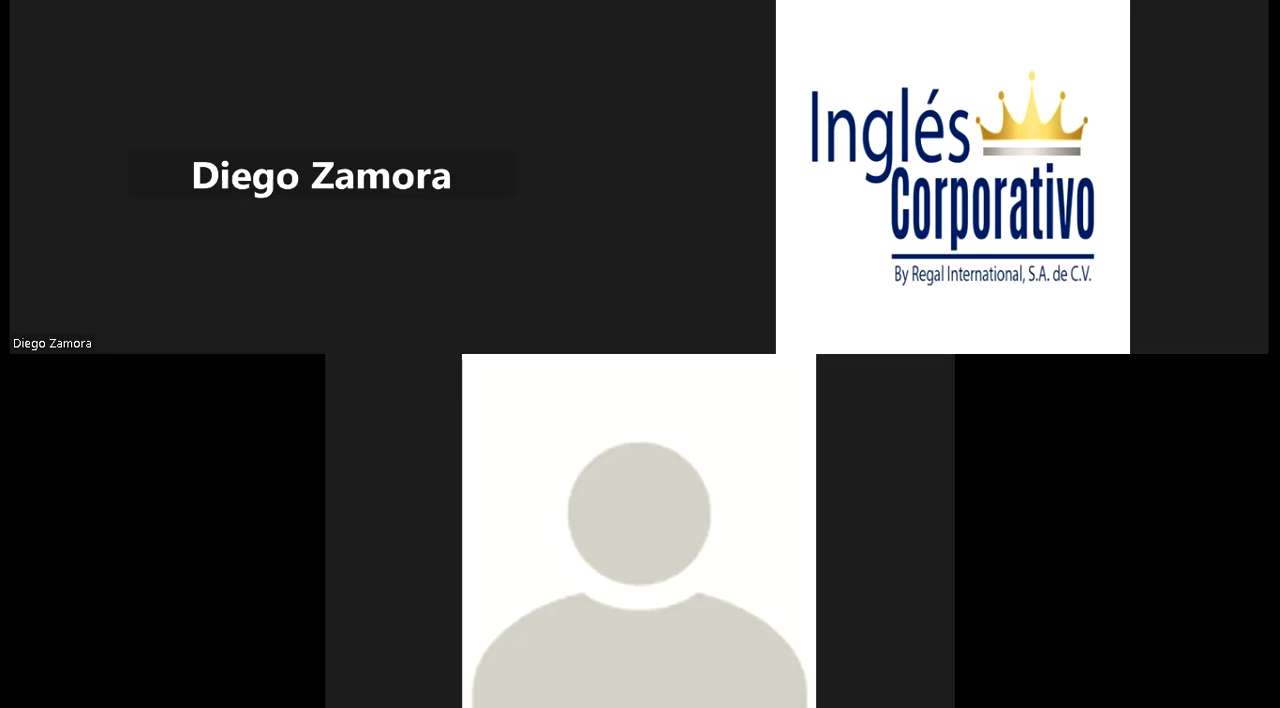 Diego Zamora
Inglés
Corporativo
By Regal International, S.A. de C.V.
Diego Zamora